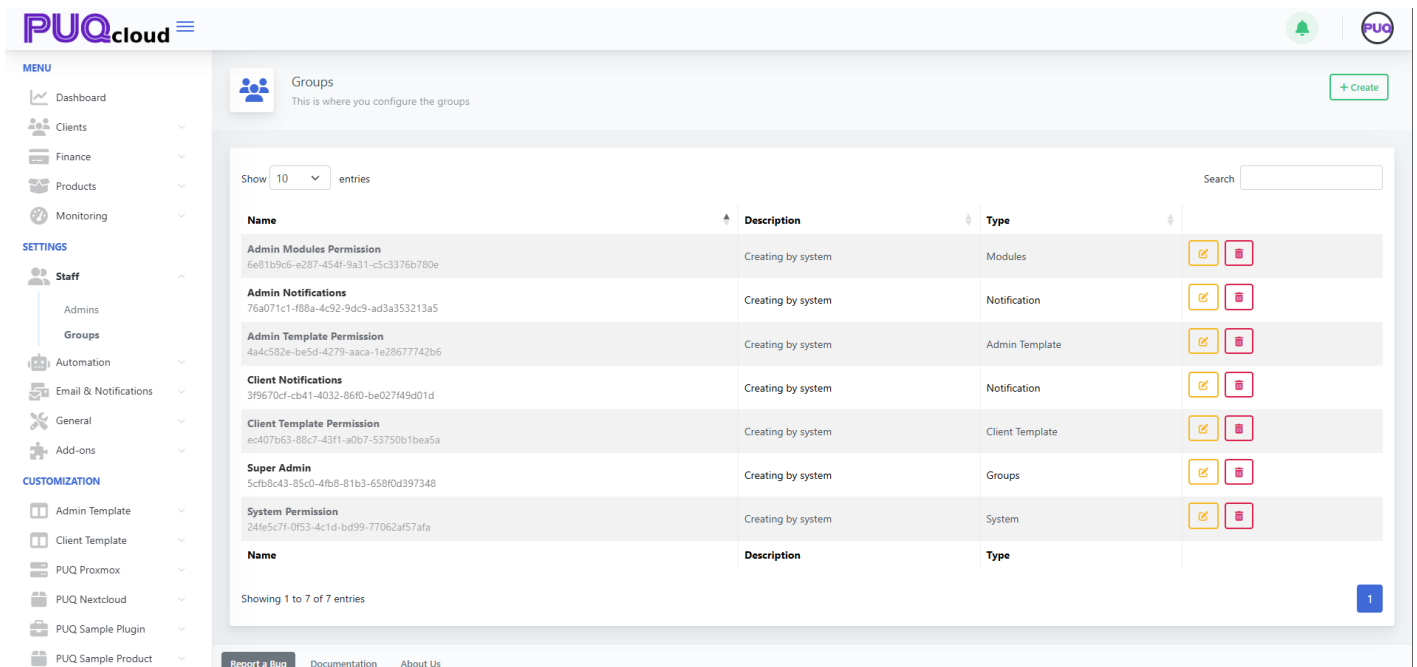 PUQcloud
PUQ
MENU
Dashboard
Clients
Finance
Products
Monitoring
SETTINGS
Staff
Admins
Groups
Automation
Email & Notifications
General
Add-ons
CUSTOMIZATION
Admin Template
Client Template
PUQ Proxmox
PUQ Nextcloud
PUQ Sample Plugin
PUQ Sample Product
Groups
This is where you configure the groups
+ Create
Show 10 entries
Search
Name Description Type
Admin Modules Permission
6e81b9c6-e287-454f-9a31-c5c3376b780e
Creating by system Modules
Admin Notifications
76a071c1-f88a-4c92-9dc9-ad3a353213a5
Creating by system Notification
Admin Template Permission
4a4c582e-be5d-4279-aaca-1e28677742b6
Creating by system Admin Template
Client Notifications
3f9670cf-cb41-4032-86f0-be027f49d01d
Creating by system Notification
Client Template Permission
ec407b63-88c7-43f1-a0b7-53750b1bea5a
Creating by system Client Template
Super Admin
5cfb8c43-85c0-4fb8-81b3-658f0d397348
Creating by system Groups
System Permission
24fe5c7f-0f53-4c1d-bd99-77062af57afa
Creating by system System
Name Description Type
Showing 1 to 7 of 7 entries
1
Report a Bug Documentation About Us